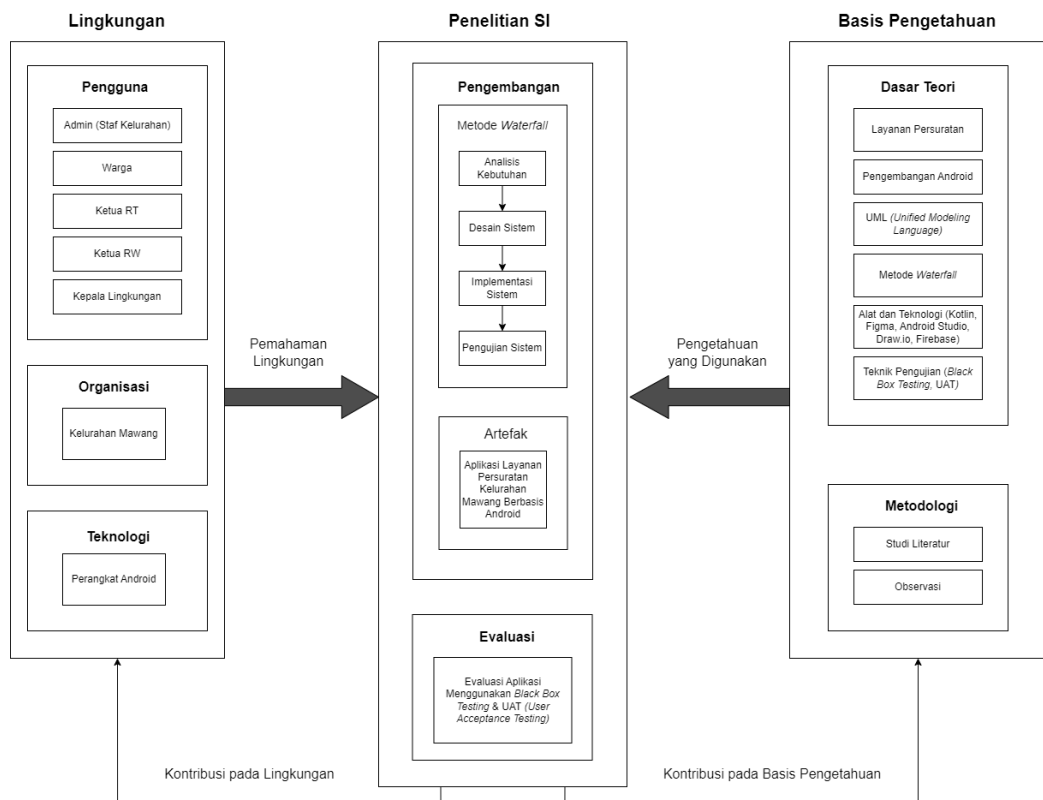 Lingkungan
Pengguna
Admin (Staf Kelurahan)
Warga
Ketua RT
Ketua RW
Kepala Lingkungan
Organisasi
Kelurahan Mawang
Teknologi
Perangkat Android
Pemahaman
Lingkungan
Penelitian SI
Pengembangan
Metode Waterfall
Analisis
Kebutuhan
Desain Sistem
Implementasi
Sistem
Pengujian Sistem
Artefak
Aplikasi Layanan
Persuratan
Kelurahan
Mawang Berbasis
Android
Evaluasi
Evaluasi Aplikasi
Menggunakan Black Box
Testing & UAT (User
Acceptance Testing)
Pengetahuan
yang Digunakan
Basis Pengetahuan
Dasar Teori
Layanan Persuratan
Pengembangan Android
UML (Unified Modeling
Language)
Metode Waterfall
Alat dan Teknologi (Kotlin,
Figma, Android Studio,
Draw.io, Firebase)
Teknik Pengujian (Black
Box Testing, UAT)
Metodologi
Studi Literatur
Observasi
Kontribusi pada Lingkungan
Kontribusi pada Basis Pengetahuan